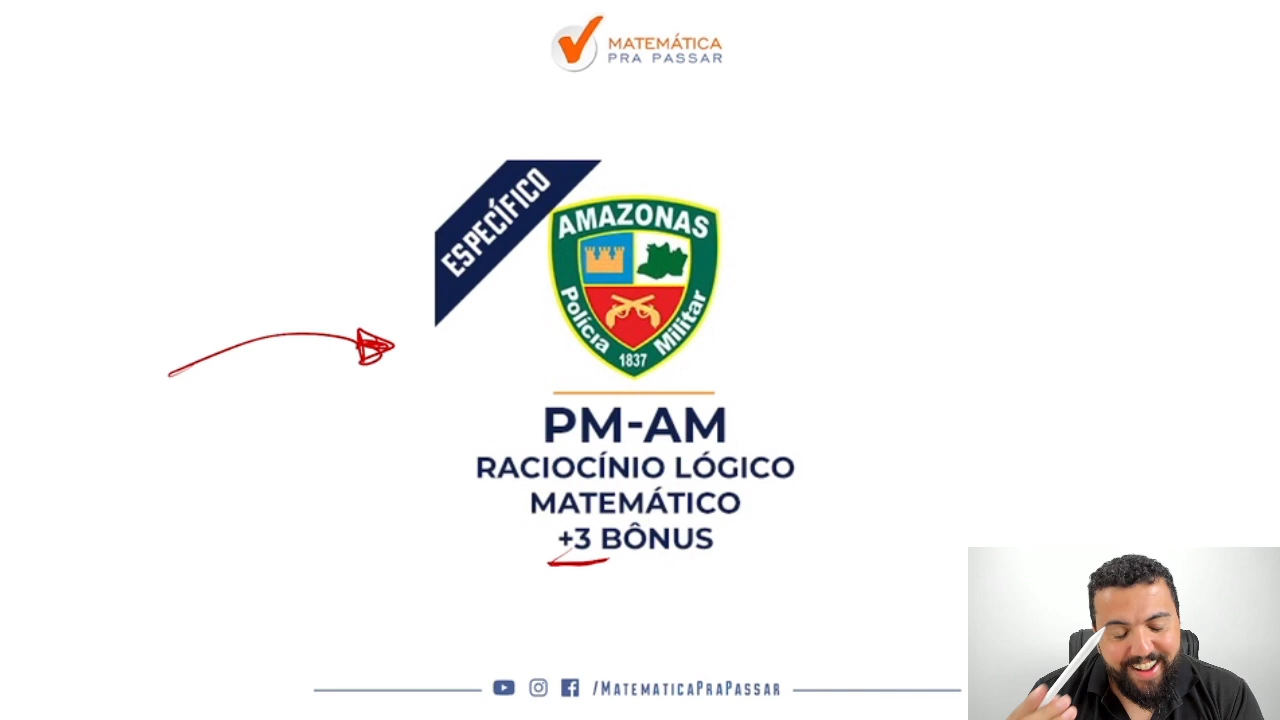 MATEMÁTICA
PRA PASSAR
ESPECÍFICO
AMAZONAS
Polícia Militar
1837
PM-AM
RACIOCÍNIO LÓGICO
MATEMÁTICO
+3 BÔNUS
/MATEMATICAPRAPASSAR